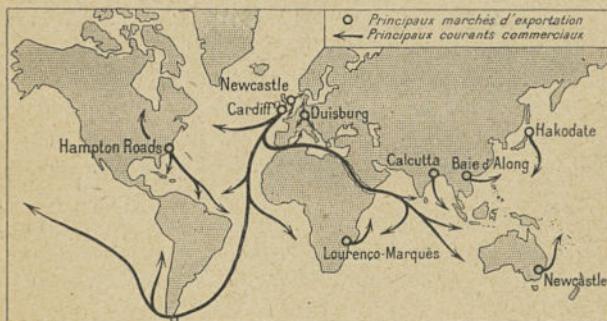 Principaux marchés d'exportation
Principaux courants commerciaux
Newcastle
Cardiff
Duisburg
Hampton Roads
Hakodate
Calcutta
Baie d'Along
Lourenço-Marquès
Newcastle